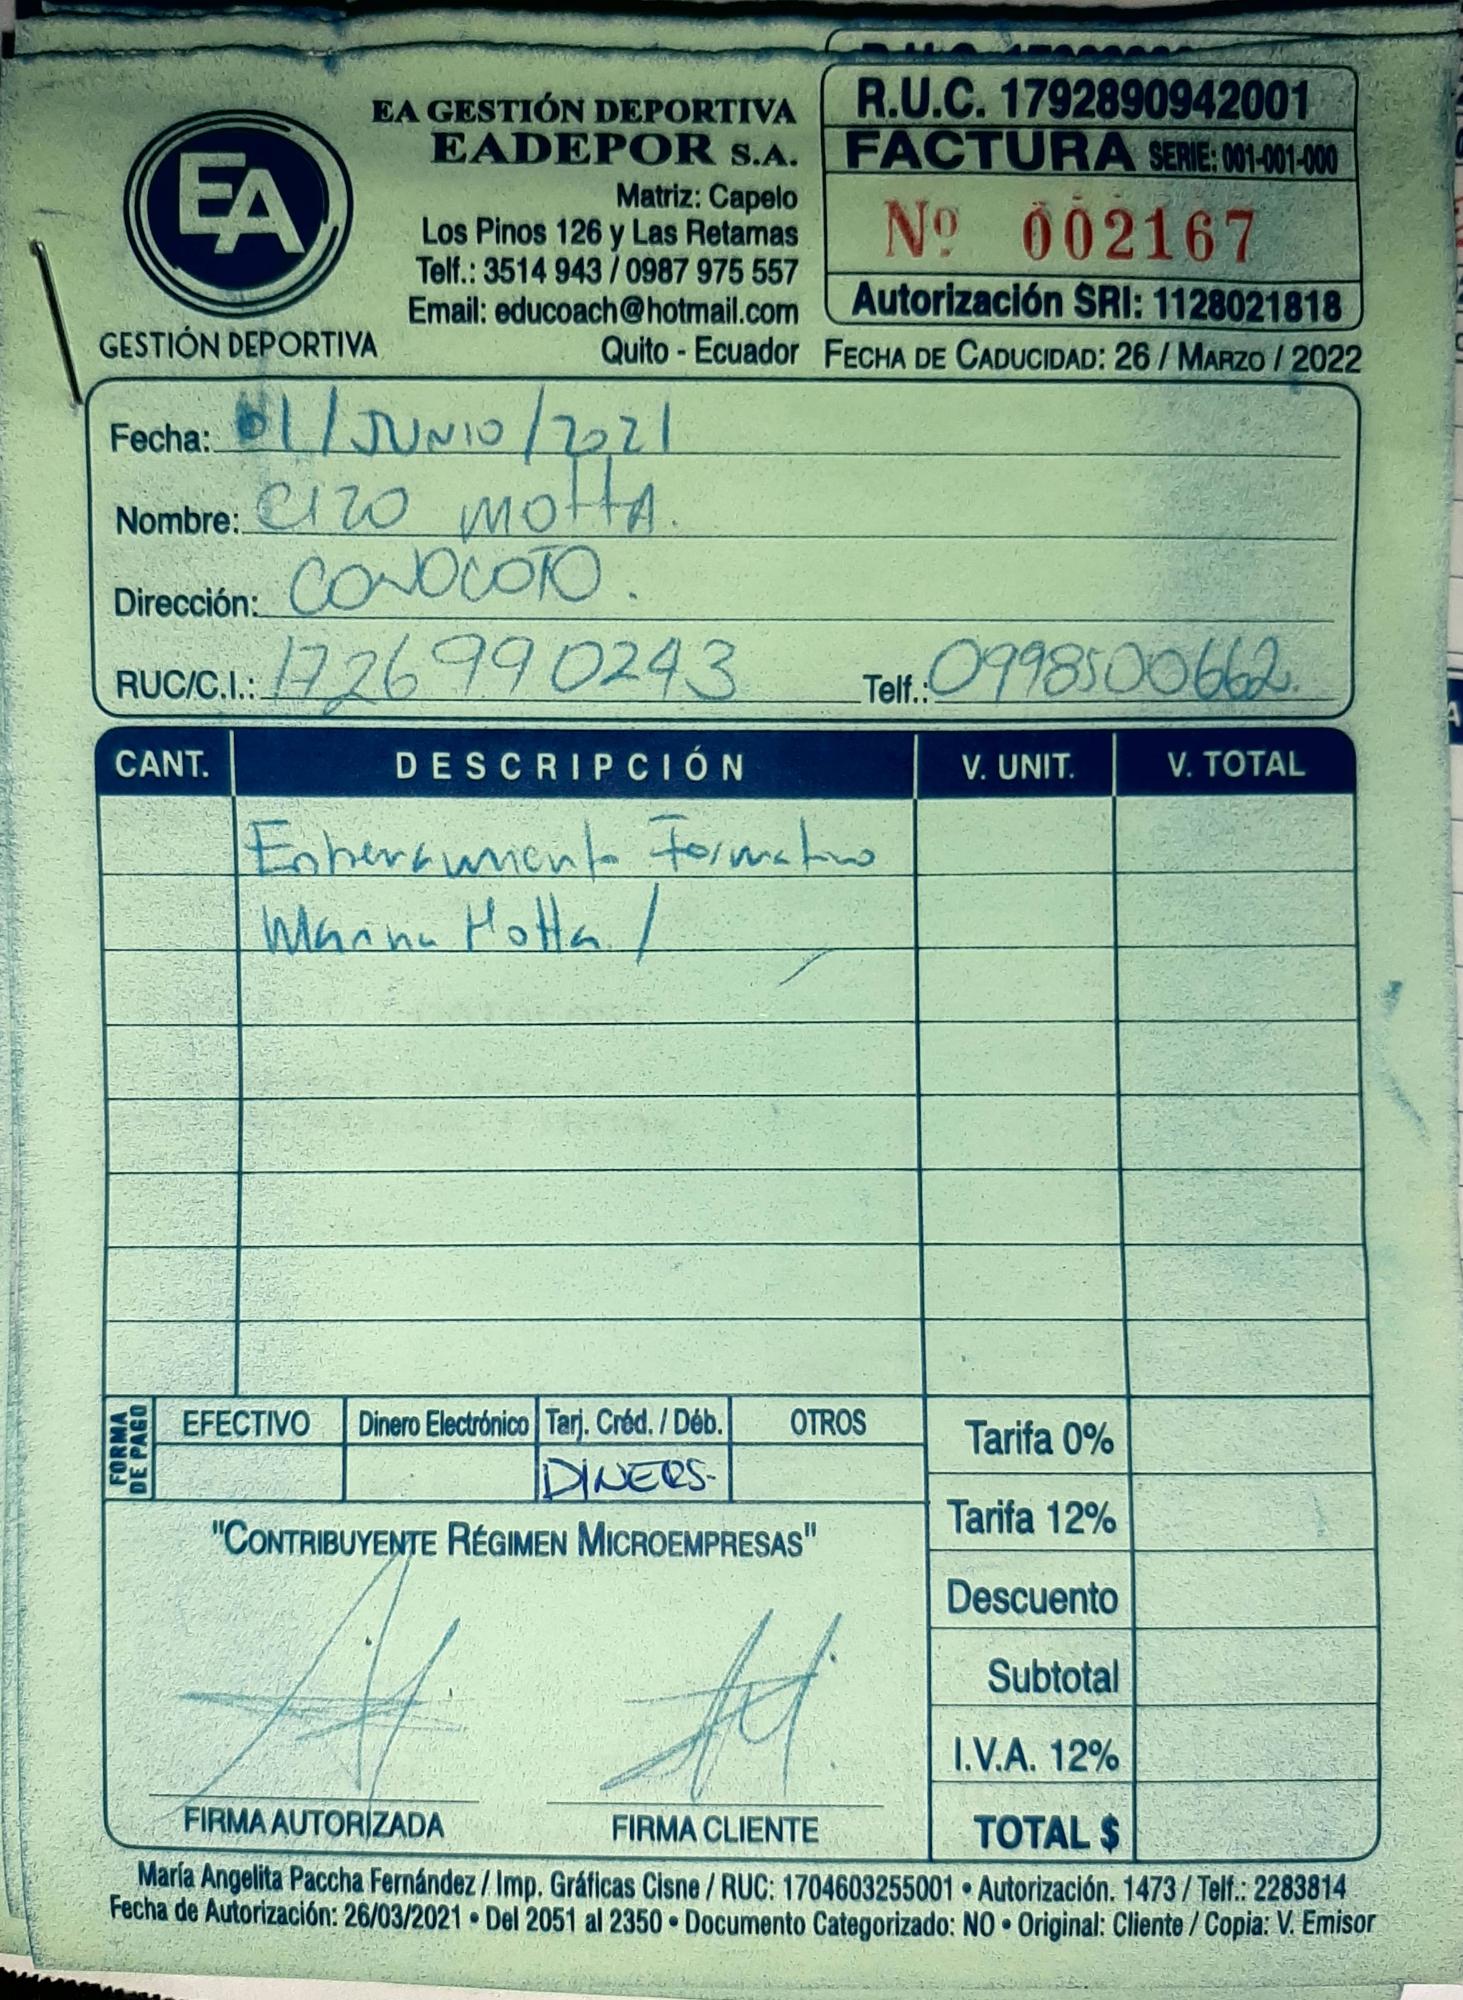 EA
GESTIÓN DEPORTIVA
EA GESTIÓN DEPORTIVA
EADEPOR S.A.
Matriz: Capelo
Los Pinos 126 y Las Retamas
Telf.: 3514 943 / 0987 975 557
Email: educoach@hotmail.com
Quito - Ecuador
R.U.C. 1792890942001
FACTURA SERIE: 001-001-000
Nº 002167
Autorización SRI: 1128021818
FECHA DE CADUCIDAD: 26 / MARZO / 2022
Fecha: 01/JUNIO/2021
Nombre: CIZO MOTTA.
Dirección: CONOCOTO.
RUC/C.I.: 1726990243 Telf.: 0998500662.
CANT. DESCRIPCIÓN V. UNIT. V. TOTAL
Entrenamiento Formativo
Marina Motta /
FORMA DE PAGO
EFECTIVO Dinero Electrónico Tarj. Créd. / Déb. OTROS
DINERS-
"CONTRIBUYENTE RÉGIMEN MICROEMPRESAS"
FIRMA AUTORIZADA FIRMA CLIENTE
Tarifa 0%
Tarifa 12%
Descuento
Subtotal
I.V.A. 12%
TOTAL $
María Angelita Paccha Fernández / Imp. Gráficas Cisne / RUC: 1704603255001 • Autorización. 1473 / Telf.: 2283814
Fecha de Autorización: 26/03/2021 • Del 2051 al 2350 • Documento Categorizado: NO • Original: Cliente / Copia: V. Emisor